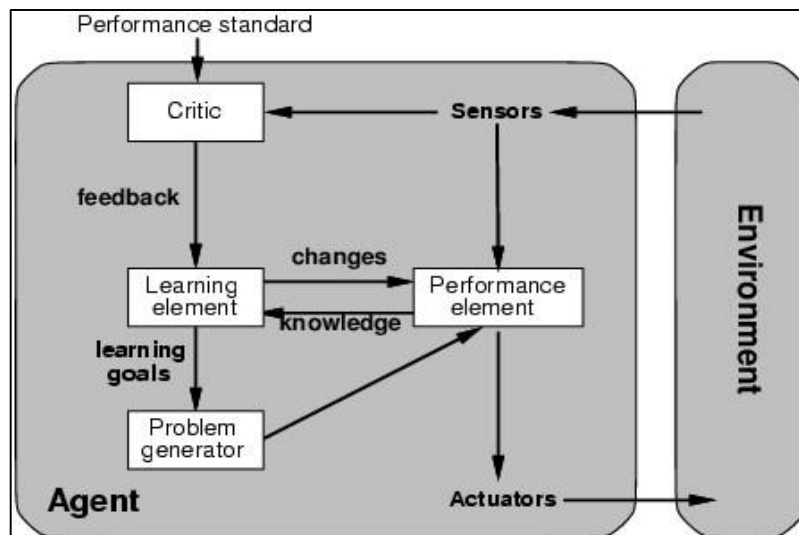 Performance standard
Critic
Sensors
feedback
changes
Learning
element
Performance
element
knowledge
learning
goals
Problem
generator
Agent
Actuators
Environment